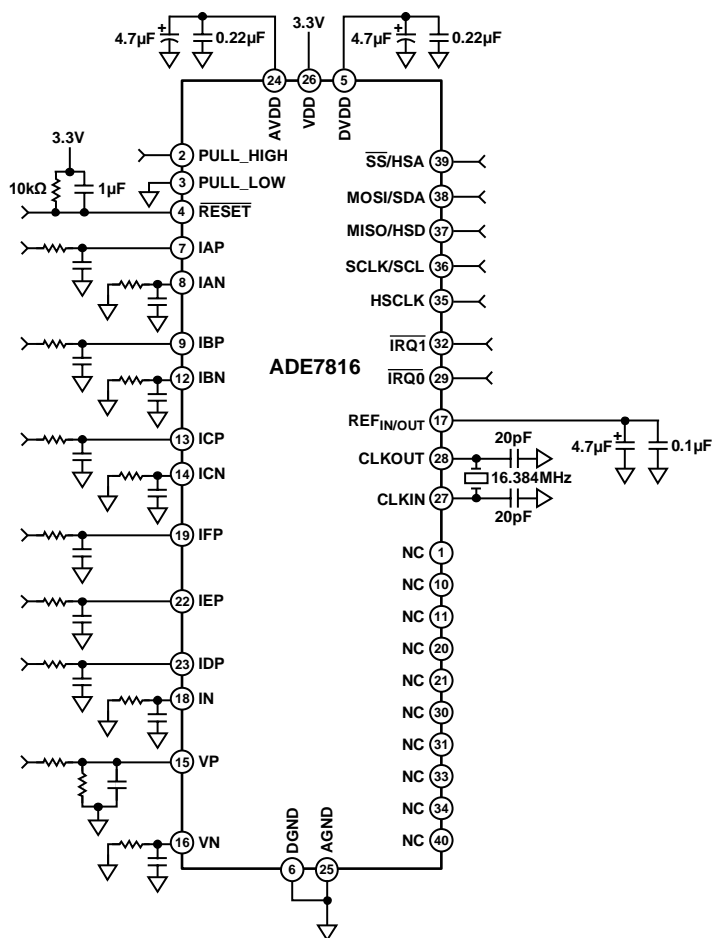 4.7µF
0.22µF
3.3V
4.7µF
0.22µF
24
26
5
AVDD
VDD
DVDD
3.3V
10kΩ
1µF
2 PULL_HIGH
3 PULL_LOW
4 RESET
7 IAP
8 IAN
9 IBP
12 IBN
13 ICP
14 ICN
19 IFP
22 IEP
23 IDP
18 IN
15 VP
16 VN
ADE7816
SS/HSA 39
MOSI/SDA 38
MISO/HSD 37
SCLK/SCL 36
HSCLK 35
IRQ1 32
IRQ0 29
REFIN/OUT 17
4.7µF
0.1µF
CLKOUT 28
20pF
16.384MHz
CLKIN 27
20pF
NC 1
NC 10
NC 11
NC 20
NC 21
NC 30
NC 31
NC 33
NC 34
NC 40
DGND
AGND
6
25